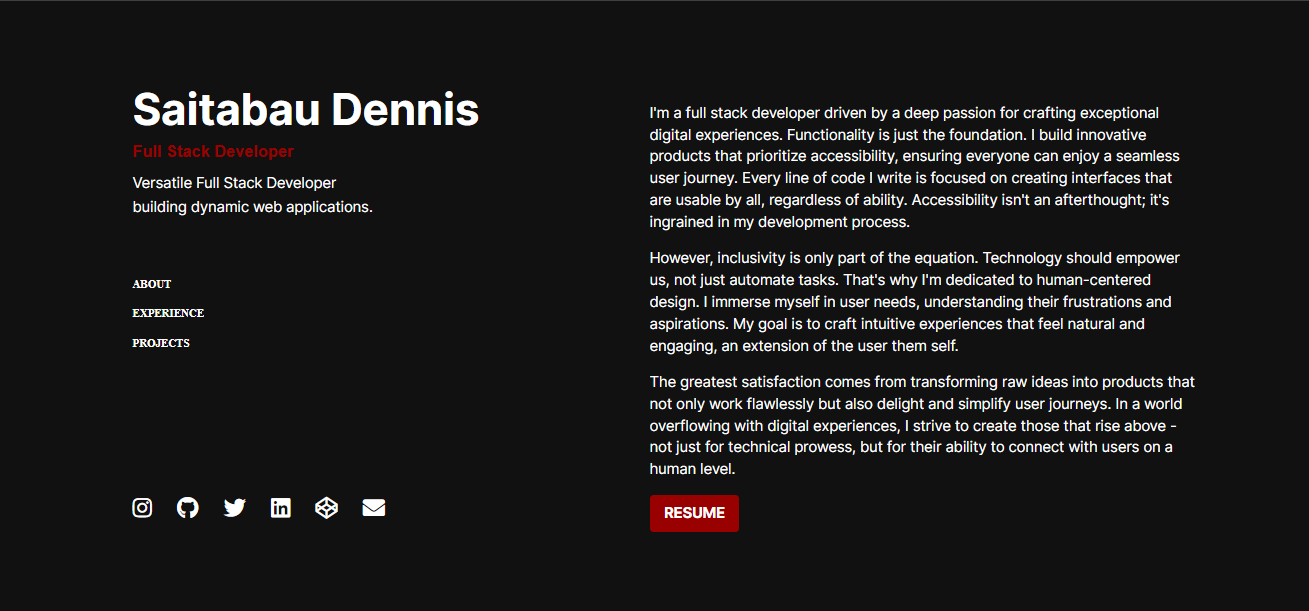 Saitabau Dennis
Full Stack Developer
Versatile Full Stack Developer
building dynamic web applications.
ABOUT
EXPERIENCE
PROJECTS
I'm a full stack developer driven by a deep passion for crafting exceptional
digital experiences. Functionality is just the foundation. I build innovative
products that prioritize accessibility, ensuring everyone can enjoy a seamless
user journey. Every line of code I write is focused on creating interfaces that
are usable by all, regardless of ability. Accessibility isn't an afterthought; it's
ingrained in my development process.
However, inclusivity is only part of the equation. Technology should empower
us, not just automate tasks. That's why I'm dedicated to human-centered
design. I immerse myself in user needs, understanding their frustrations and
aspirations. My goal is to craft intuitive experiences that feel natural and
engaging, an extension of the user them self.
The greatest satisfaction comes from transforming raw ideas into products that
not only work flawlessly but also delight and simplify user journeys. In a world
overflowing with digital experiences, I strive to create those that rise above -
not just for technical prowess, but for their ability to connect with users on a
human level.
RESUME